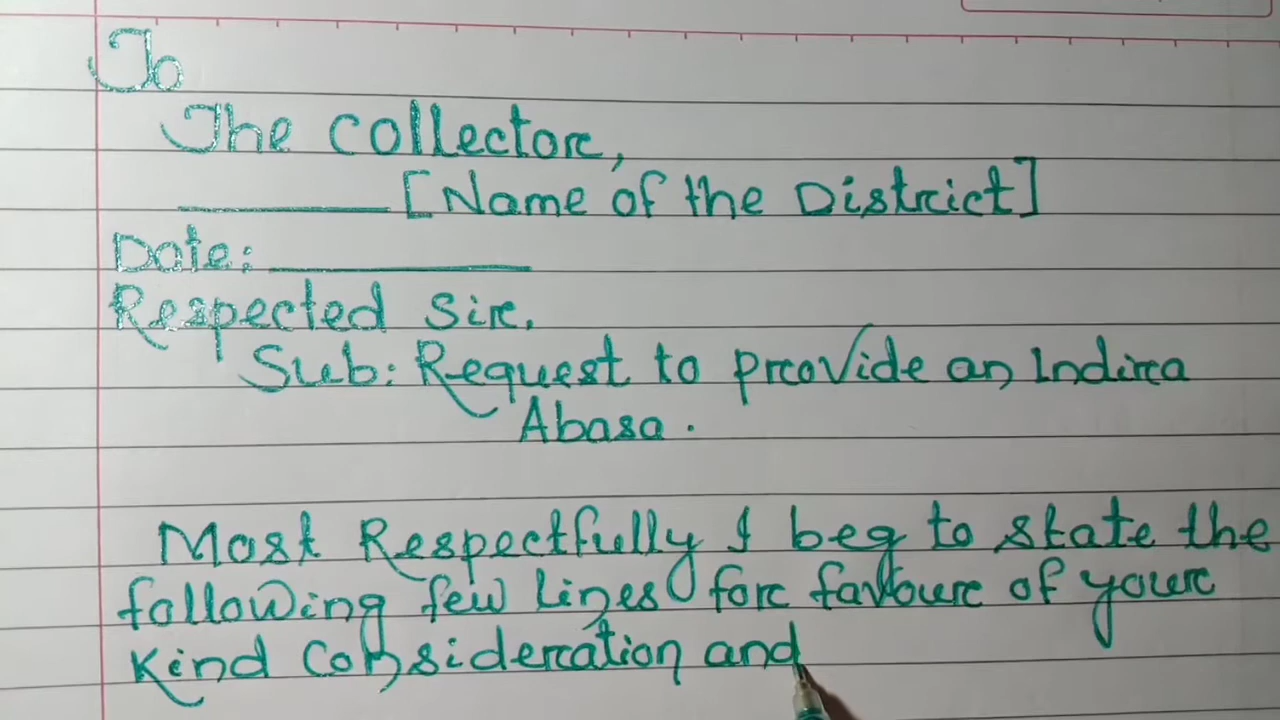 To
The Collector,
________ [Name of the District]
Date: ____________
Respected Sir.
Sub: Request to provide an Indira
Abasa.
Most Respectfully I beg to state the
following few lines for favour of your
Kind Consideration and